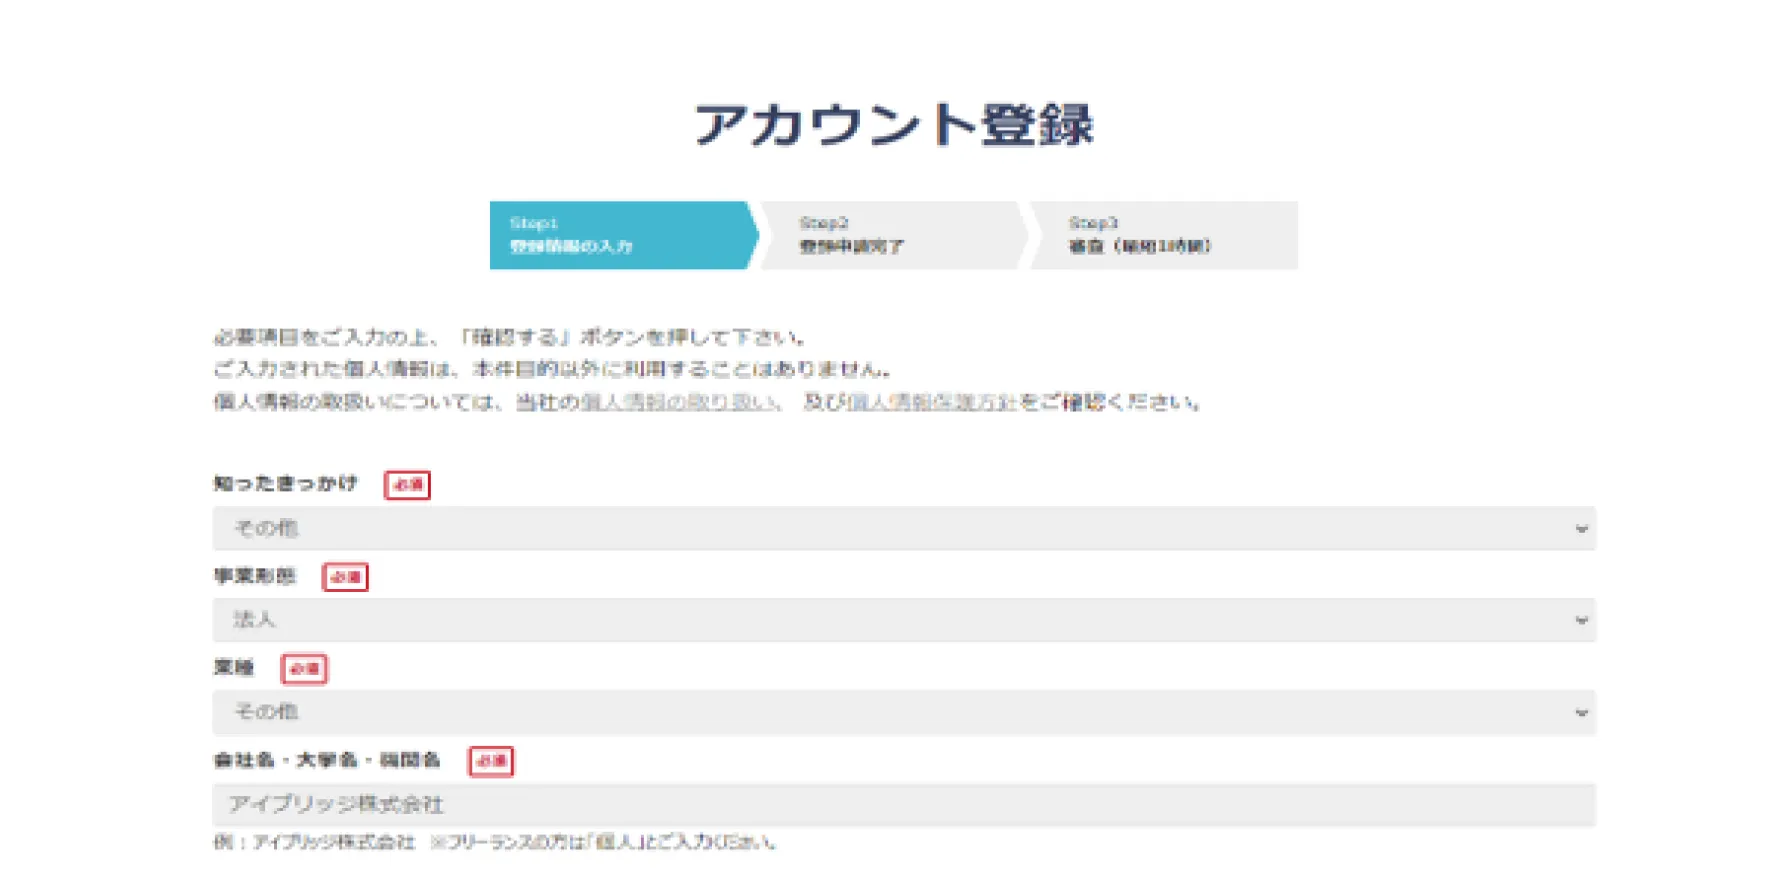 アカウント登録
Step1
登録情報の入力
Step2
登録申請完了
Step3
審査（最短1時間）
必要項目をご入力の上、「確認する」ボタンを押して下さい。
ご入力された個人情報は、本件目的以外に利用することはありません。
個人情報の取扱いについては、当社の個人情報の取り扱い、 及び個人情報保護方針をご確認ください。
知ったきっかけ 必須
その他
事業形態 必須
法人
業種 必須
その他
会社名・大学名・機関名 必須
アイブリッジ株式会社
例：アイブリッジ株式会社 ※フリーランスの方は「個人」とご入力ください。